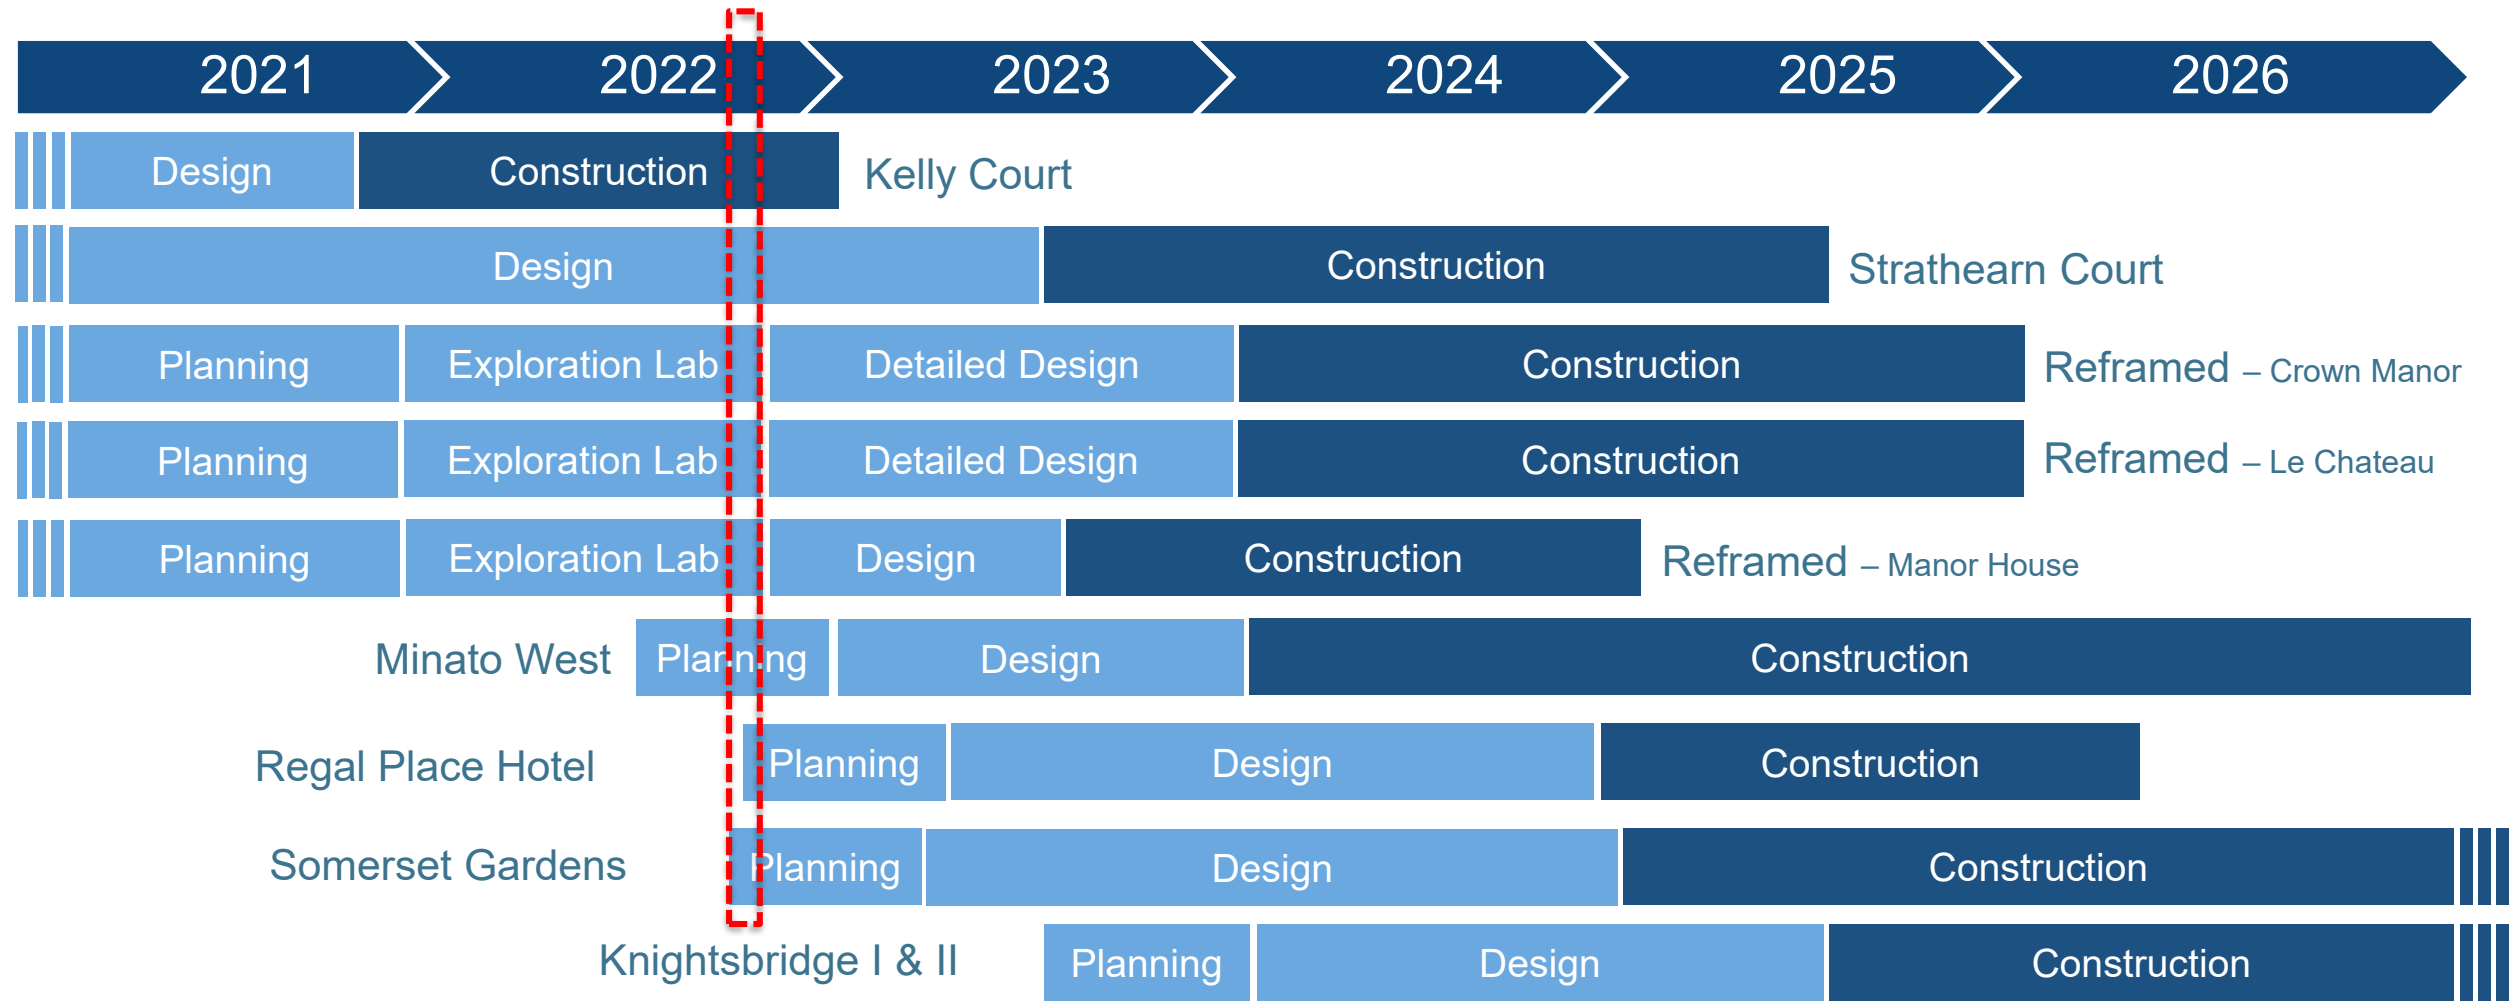 2021 2022 2023 2024 2025 2026
Design Construction Kelly Court
Design Construction Strathearn Court
Planning Exploration Lab Detailed Design Construction Reframed – Crown Manor
Planning Exploration Lab Detailed Design Construction Reframed – Le Chateau
Planning Exploration Lab Design Construction Reframed – Manor House
Minato West Planning Design Construction
Regal Place Hotel Planning Design Construction
Somerset Gardens Planning Design Construction
Knightsbridge I & II Planning Design Construction